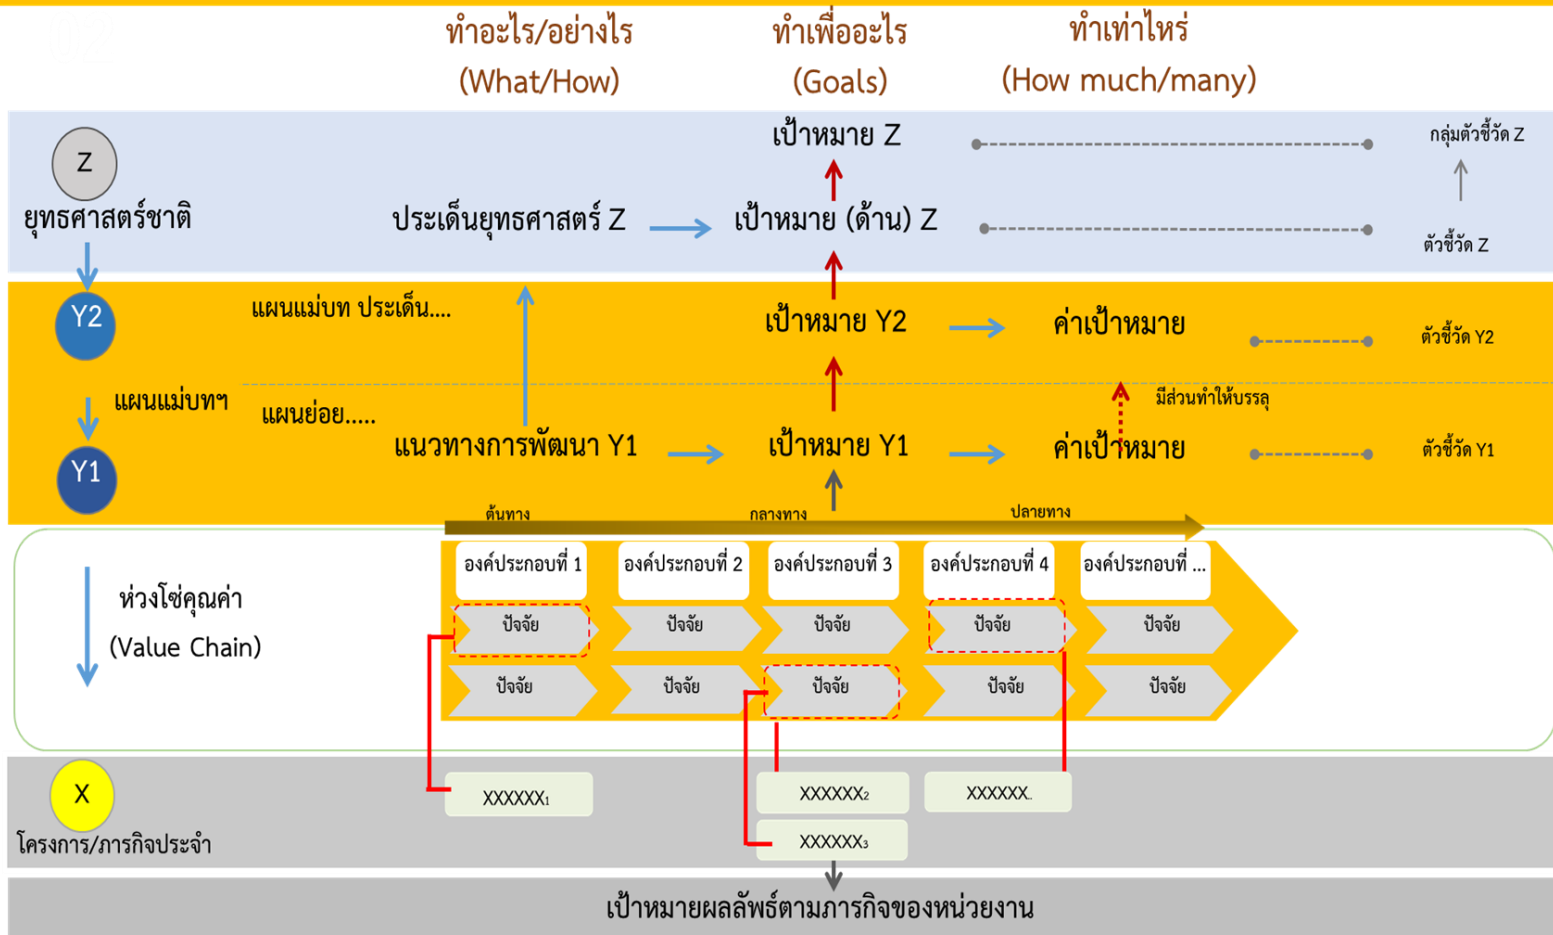 ทำอะไร/อย่างไร
(What/How)
ทำเพื่ออะไร
(Goals)
ทำเท่าไหร่
(How much/many)
Z
ยุทธศาสตร์ชาติ
เป้าหมาย Z
กลุ่มตัวชี้วัด Z
ประเด็นยุทธศาสตร์ Z
เป้าหมาย (ด้าน) Z
ตัวชี้วัด Z
Y2
แผนแม่บท ประเด็น....
เป้าหมาย Y2
ค่าเป้าหมาย
ตัวชี้วัด Y2
แผนแม่บทฯ
แผนย่อย.....
มีส่วนทำให้บรรลุ
Y1
แนวทางการพัฒนา Y1
เป้าหมาย Y1
ค่าเป้าหมาย
ตัวชี้วัด Y1
ต้นทาง
กลางทาง
ปลายทาง
ห่วงโซ่คุณค่า
(Value Chain)
องค์ประกอบที่ 1
องค์ประกอบที่ 2
องค์ประกอบที่ 3
องค์ประกอบที่ 4
องค์ประกอบที่ ...
ปัจจัย
ปัจจัย
ปัจจัย
ปัจจัย
ปัจจัย
ปัจจัย
ปัจจัย
ปัจจัย
ปัจจัย
ปัจจัย
X
โครงการ/ภารกิจประจำ
XXXXXX₁
XXXXXX₂
XXXXXX..
XXXXXX₃
เป้าหมายผลลัพธ์ตามภารกิจของหน่วยงาน